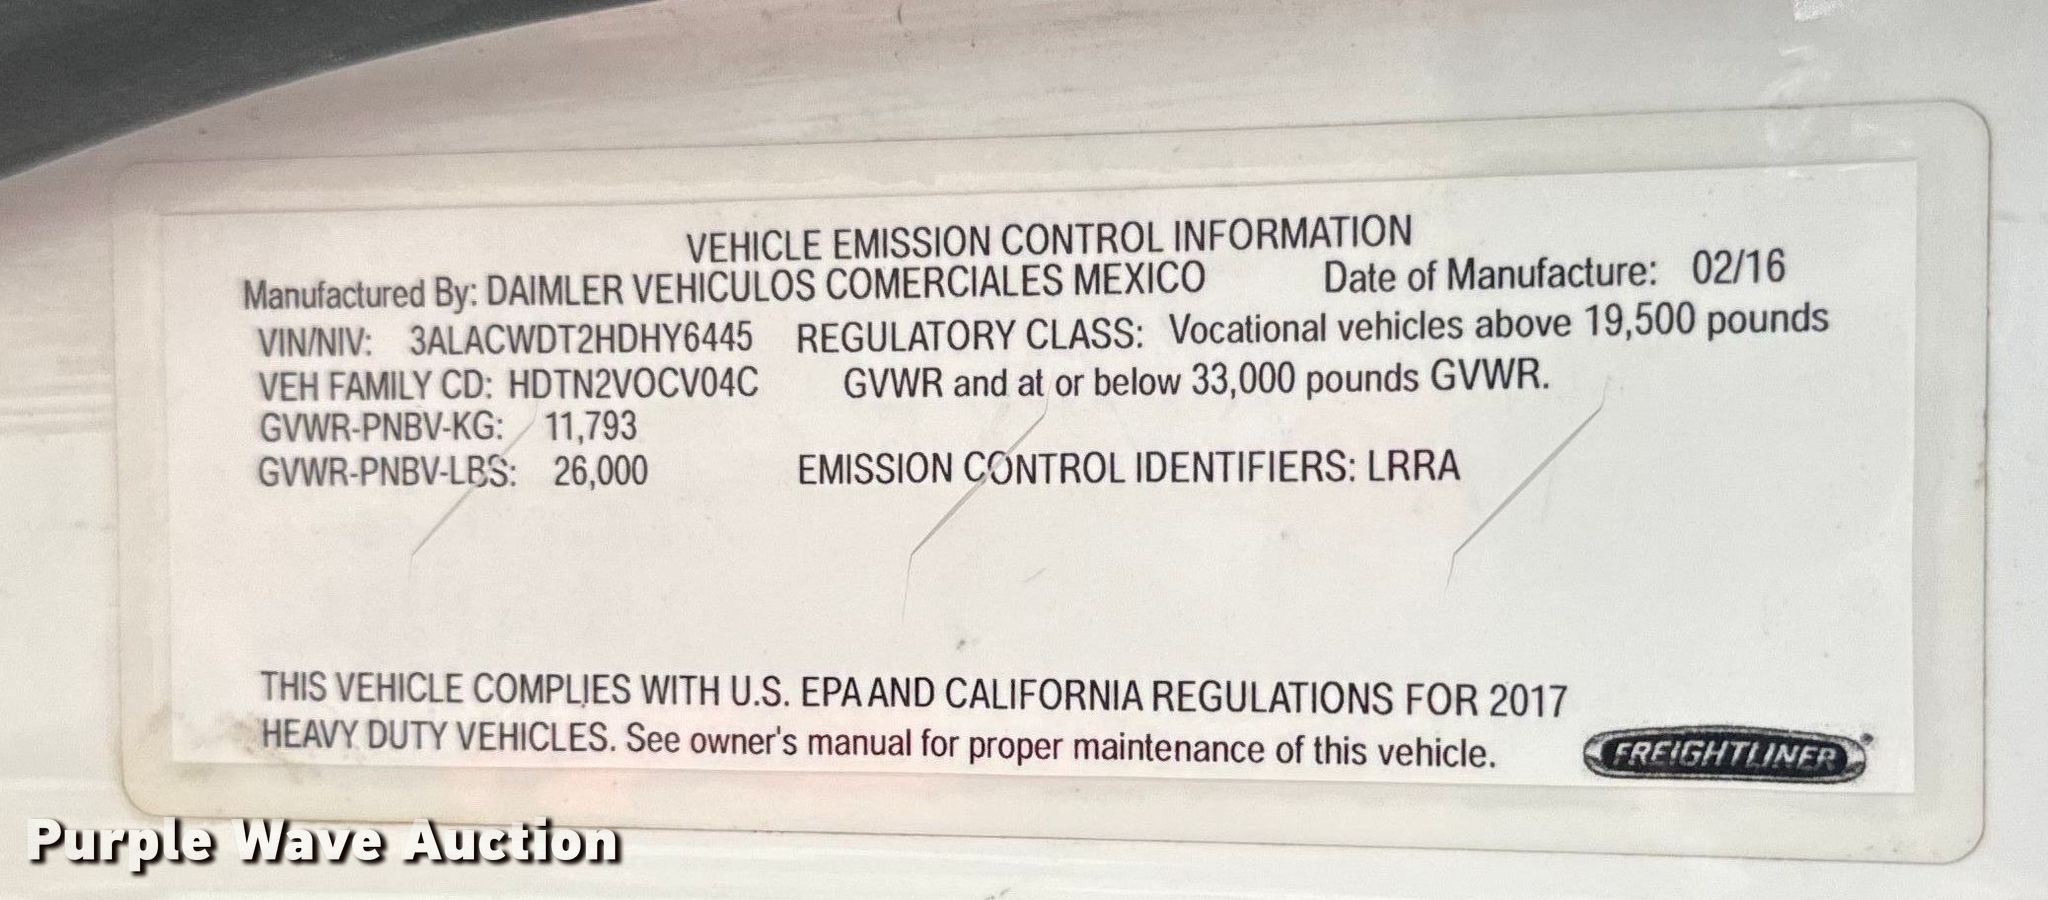 VEHICLE EMISSION CONTROL INFORMATION
Manufactured By: DAIMLER VEHICULOS COMERCIALES MEXICO Date of Manufacture: 02/16
VIN/NIV: 3ALACWDT2HDHY6445 REGULATORY CLASS: Vocational vehicles above 19,500 pounds
VEH FAMILY CD: HDTN2VOCV04C GVWR and at or below 33,000 pounds GVWR.
GVWR-PNBV-KG: 11,793
GVWR-PNBV-LBS: 26,000 EMISSION CONTROL IDENTIFIERS: LRRA
THIS VEHICLE COMPLIES WITH U.S. EPA AND CALIFORNIA REGULATIONS FOR 2017
HEAVY DUTY VEHICLES. See owner's manual for proper maintenance of this vehicle.
FREIGHTLINER
Purple Wave Auction